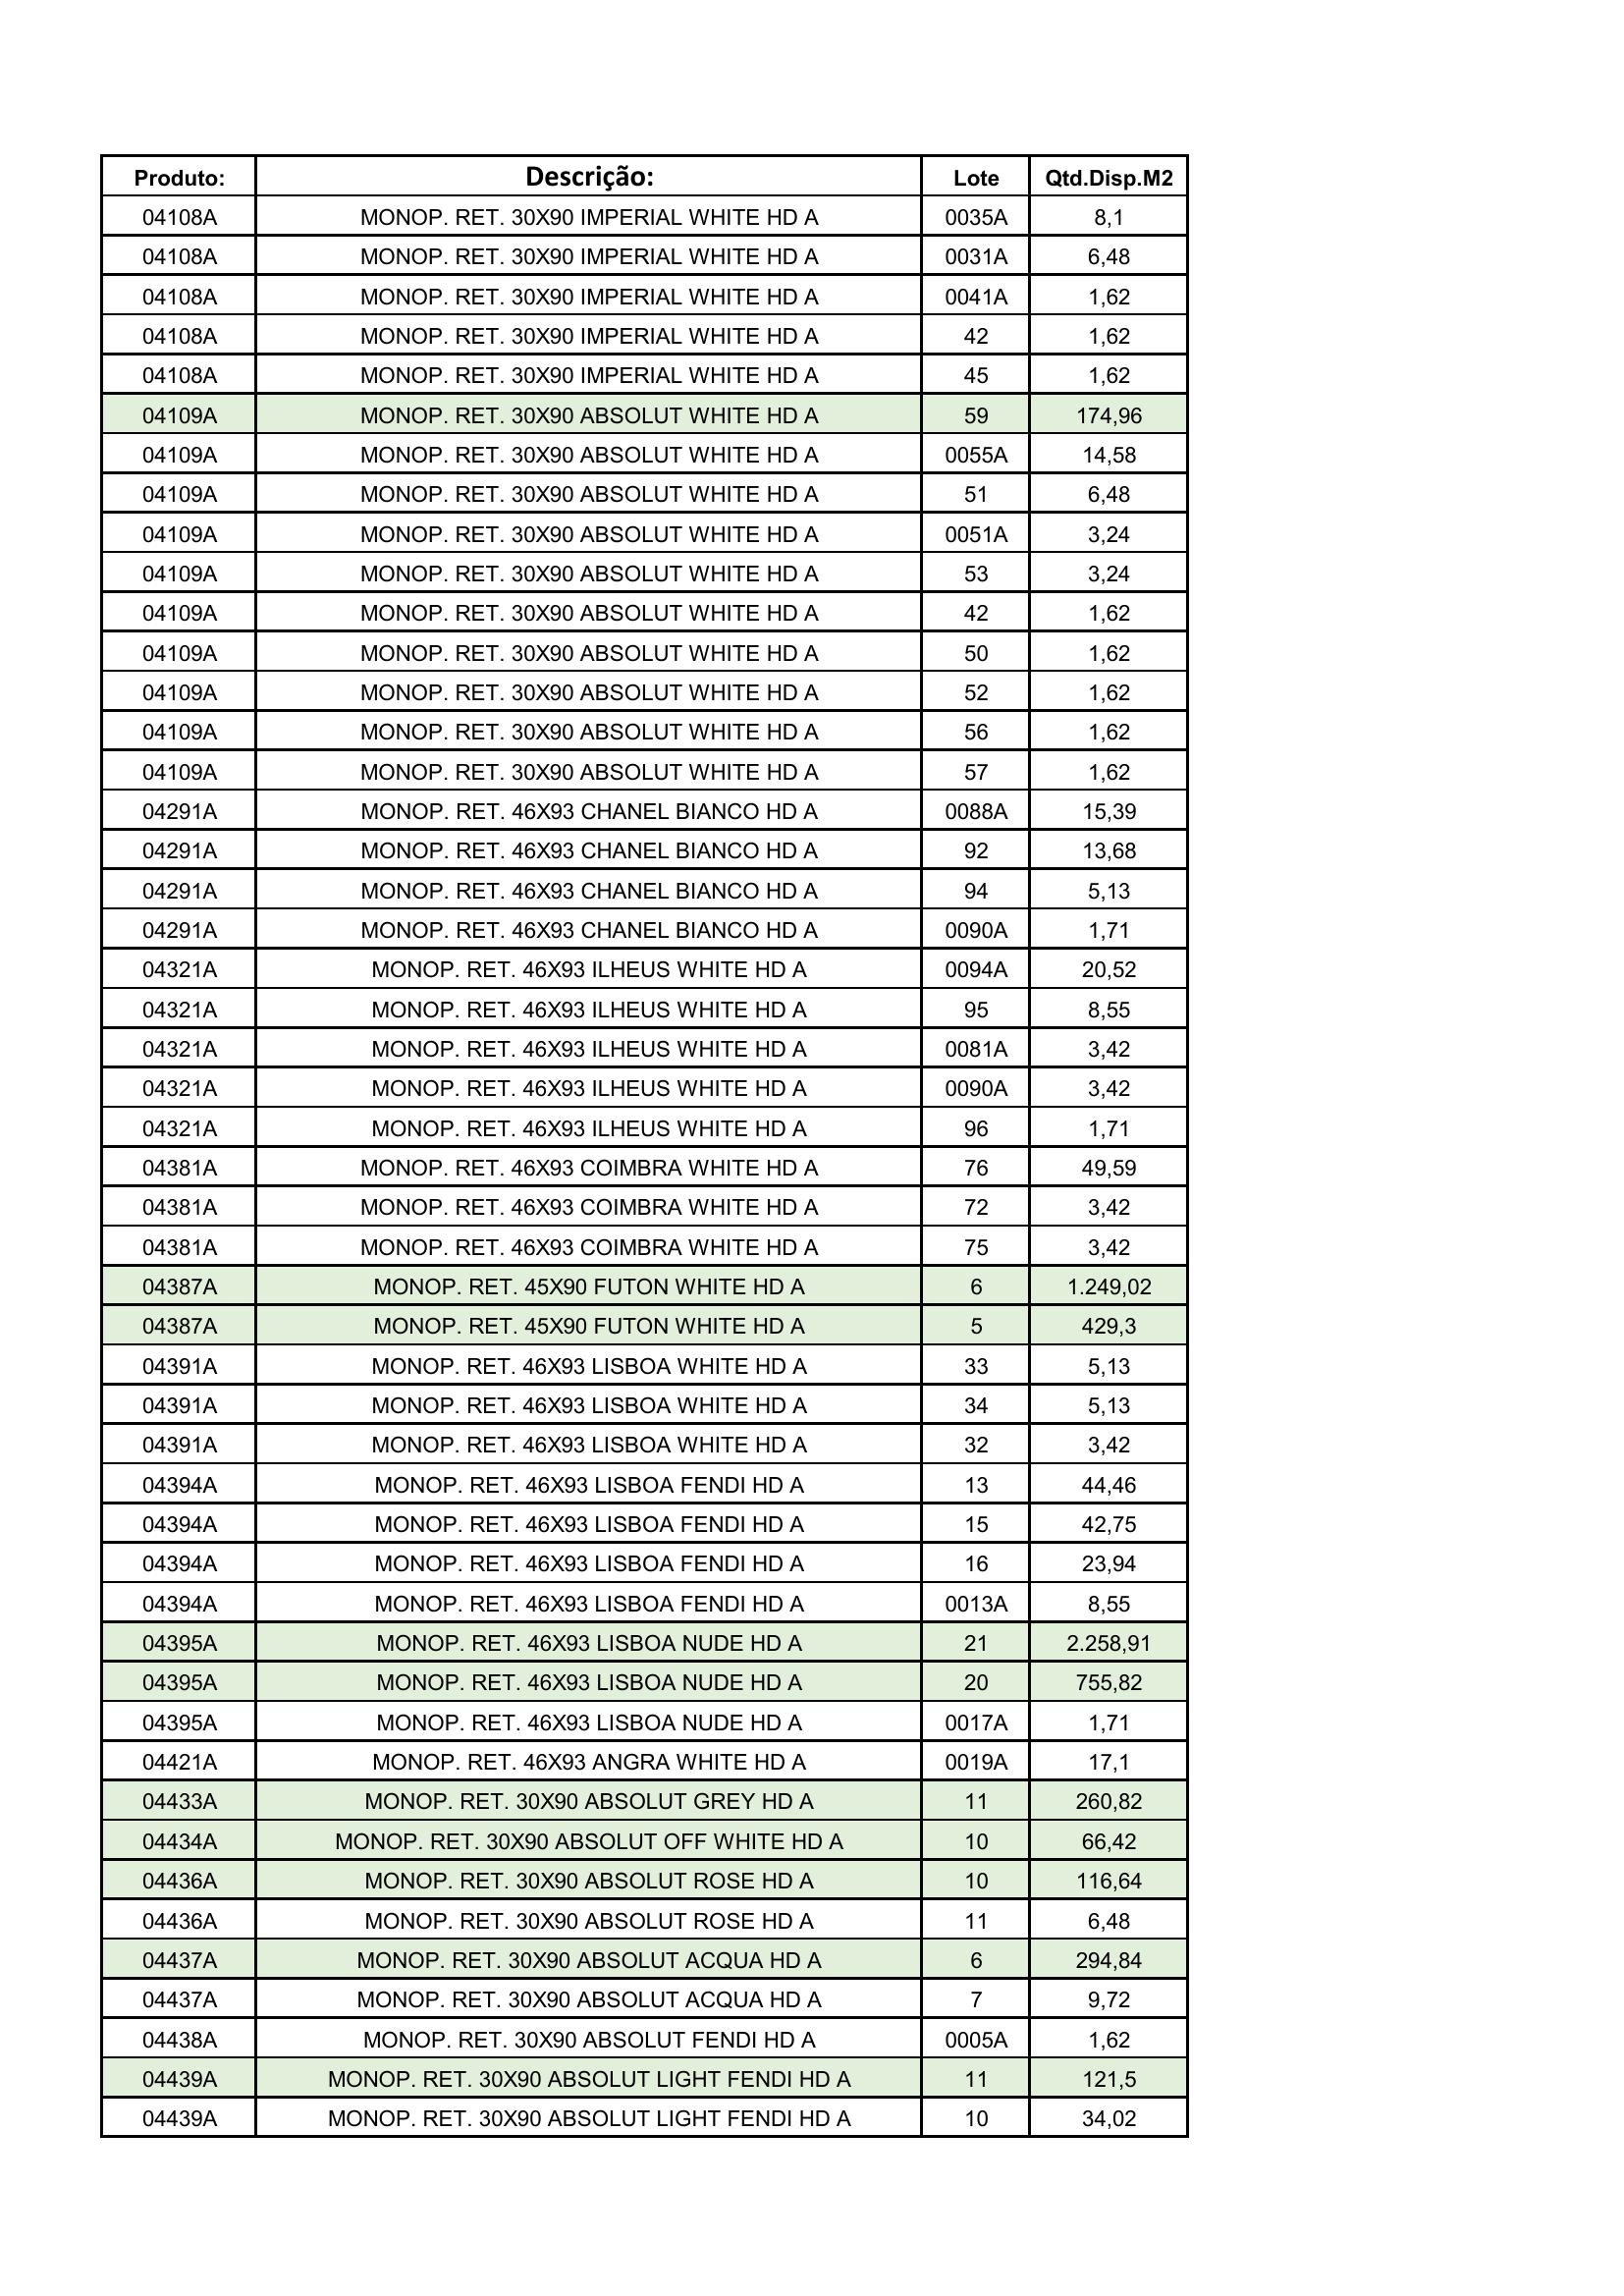 Produto: Descrição: Lote Qtd.Disp.M2
04108A MONOP. RET. 30X90 IMPERIAL WHITE HD A 0035A 8,1
04108A MONOP. RET. 30X90 IMPERIAL WHITE HD A 0031A 6,48
04108A MONOP. RET. 30X90 IMPERIAL WHITE HD A 0041A 1,62
04108A MONOP. RET. 30X90 IMPERIAL WHITE HD A 42 1,62
04108A MONOP. RET. 30X90 IMPERIAL WHITE HD A 45 1,62
04109A MONOP. RET. 30X90 ABSOLUT WHITE HD A 59 174,96
04109A MONOP. RET. 30X90 ABSOLUT WHITE HD A 0055A 14,58
04109A MONOP. RET. 30X90 ABSOLUT WHITE HD A 51 6,48
04109A MONOP. RET. 30X90 ABSOLUT WHITE HD A 0051A 3,24
04109A MONOP. RET. 30X90 ABSOLUT WHITE HD A 53 3,24
04109A MONOP. RET. 30X90 ABSOLUT WHITE HD A 42 1,62
04109A MONOP. RET. 30X90 ABSOLUT WHITE HD A 50 1,62
04109A MONOP. RET. 30X90 ABSOLUT WHITE HD A 52 1,62
04109A MONOP. RET. 30X90 ABSOLUT WHITE HD A 56 1,62
04109A MONOP. RET. 30X90 ABSOLUT WHITE HD A 57 1,62
04291A MONOP. RET. 46X93 CHANEL BIANCO HD A 0088A 15,39
04291A MONOP. RET. 46X93 CHANEL BIANCO HD A 92 13,68
04291A MONOP. RET. 46X93 CHANEL BIANCO HD A 94 5,13
04291A MONOP. RET. 46X93 CHANEL BIANCO HD A 0090A 1,71
04321A MONOP. RET. 46X93 ILHEUS WHITE HD A 0094A 20,52
04321A MONOP. RET. 46X93 ILHEUS WHITE HD A 95 8,55
04321A MONOP. RET. 46X93 ILHEUS WHITE HD A 0081A 3,42
04321A MONOP. RET. 46X93 ILHEUS WHITE HD A 0090A 3,42
04321A MONOP. RET. 46X93 ILHEUS WHITE HD A 96 1,71
04381A MONOP. RET. 46X93 COIMBRA WHITE HD A 76 49,59
04381A MONOP. RET. 46X93 COIMBRA WHITE HD A 72 3,42
04381A MONOP. RET. 46X93 COIMBRA WHITE HD A 75 3,42
04387A MONOP. RET. 45X90 FUTON WHITE HD A 6 1.249,02
04387A MONOP. RET. 45X90 FUTON WHITE HD A 5 429,3
04391A MONOP. RET. 46X93 LISBOA WHITE HD A 33 5,13
04391A MONOP. RET. 46X93 LISBOA WHITE HD A 34 5,13
04391A MONOP. RET. 46X93 LISBOA WHITE HD A 32 3,42
04394A MONOP. RET. 46X93 LISBOA FENDI HD A 13 44,46
04394A MONOP. RET. 46X93 LISBOA FENDI HD A 15 42,75
04394A MONOP. RET. 46X93 LISBOA FENDI HD A 16 23,94
04394A MONOP. RET. 46X93 LISBOA FENDI HD A 0013A 8,55
04395A MONOP. RET. 46X93 LISBOA NUDE HD A 21 2.258,91
04395A MONOP. RET. 46X93 LISBOA NUDE HD A 20 755,82
04395A MONOP. RET. 46X93 LISBOA NUDE HD A 0017A 1,71
04421A MONOP. RET. 46X93 ANGRA WHITE HD A 0019A 17,1
04433A MONOP. RET. 30X90 ABSOLUT GREY HD A 11 260,82
04434A MONOP. RET. 30X90 ABSOLUT OFF WHITE HD A 10 66,42
04436A MONOP. RET. 30X90 ABSOLUT ROSE HD A 10 116,64
04436A MONOP. RET. 30X90 ABSOLUT ROSE HD A 11 6,48
04437A MONOP. RET. 30X90 ABSOLUT ACQUA HD A 6 294,84
04437A MONOP. RET. 30X90 ABSOLUT ACQUA HD A 7 9,72
04438A MONOP. RET. 30X90 ABSOLUT FENDI HD A 0005A 1,62
04439A MONOP. RET. 30X90 ABSOLUT LIGHT FENDI HD A 11 121,5
04439A MONOP. RET. 30X90 ABSOLUT LIGHT FENDI HD A 10 34,02